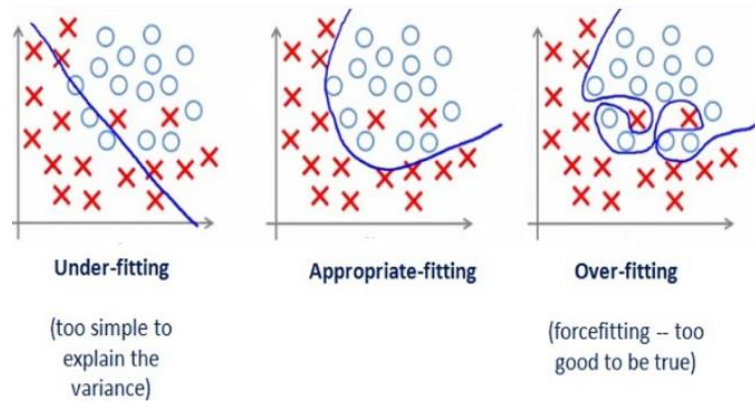 Under-fitting
Appropriate-fitting
Over-fitting
(too simple to
explain the
variance)
(forcefitting -- too
good to be true)